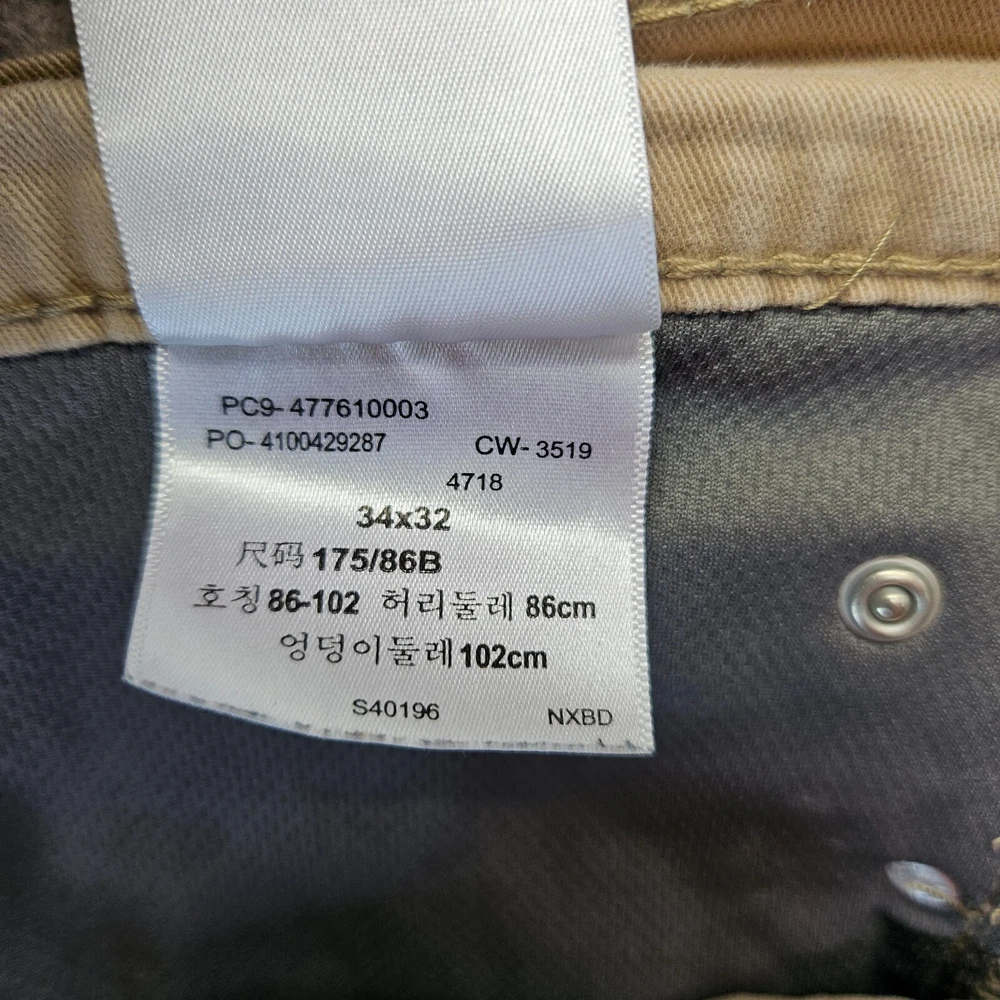 PC9- 477610003
PO- 4100429287 CW- 3519
4718
34x32
尺码 175/86B
호칭 86-102 허리둘레 86cm
엉덩이둘레 102cm
S40196 NXBD